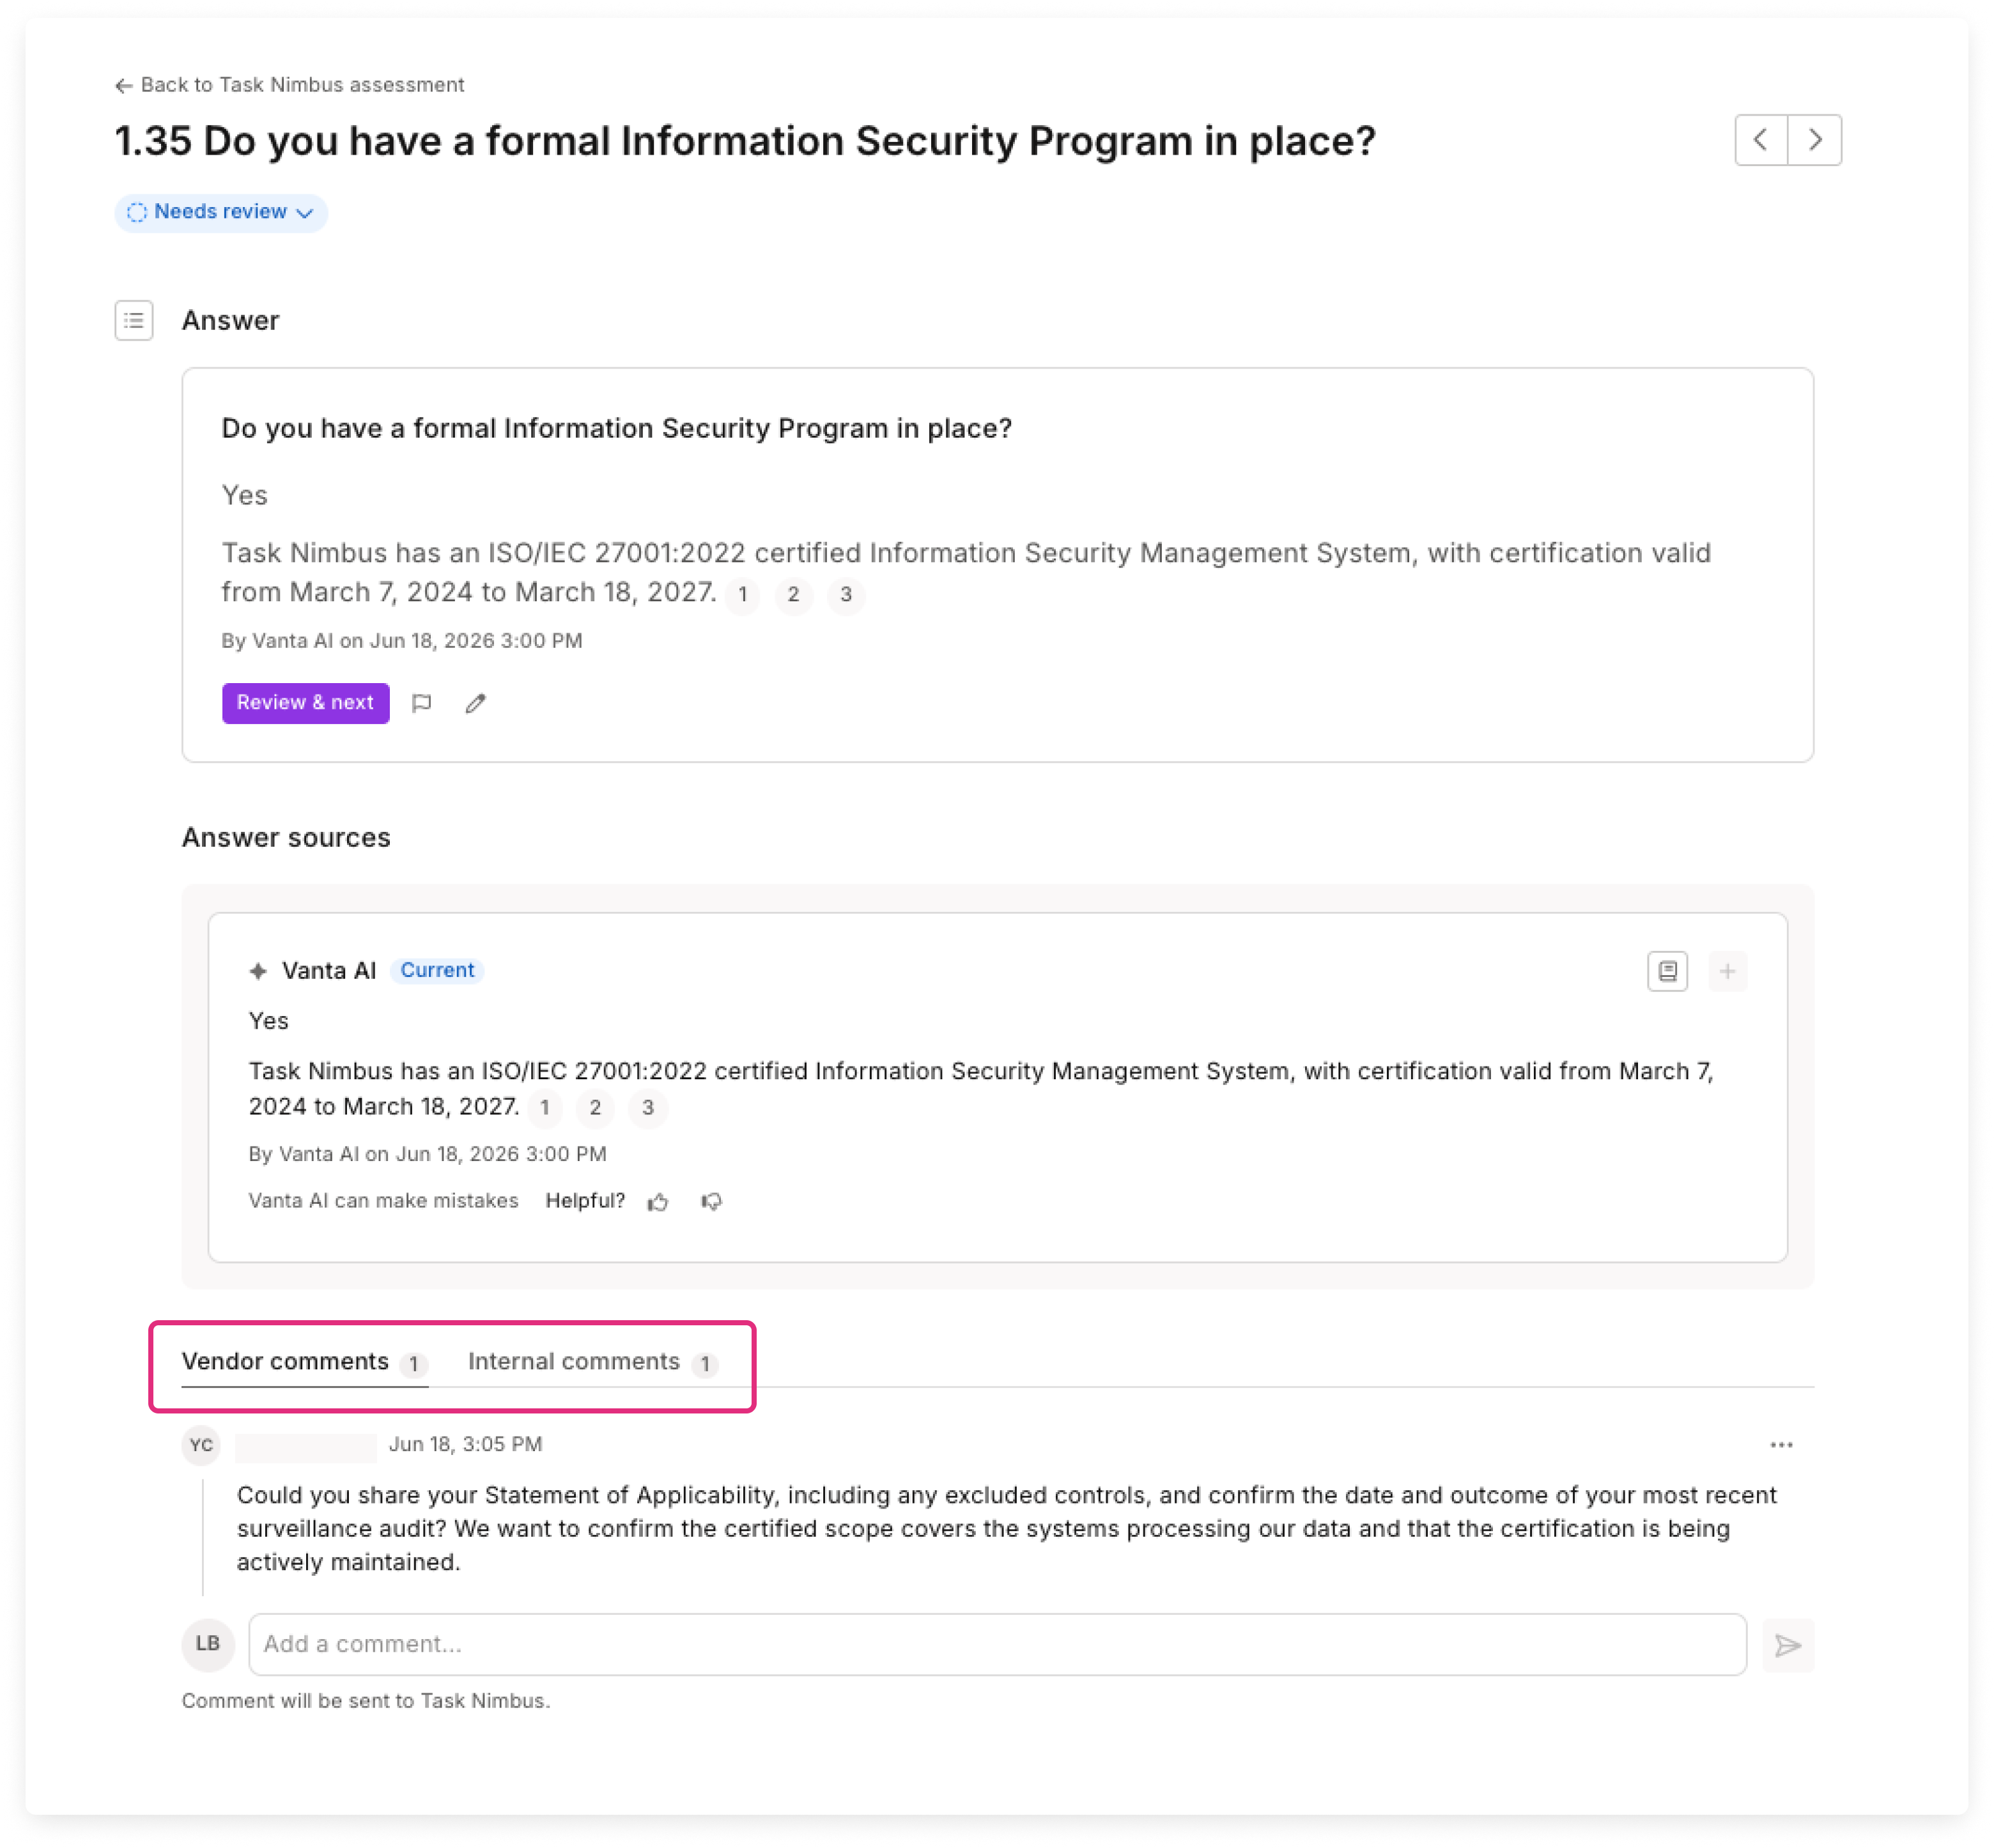 Back to Task Nimbus assessment
1.35 Do you have a formal Information Security Program in place?
Needs review
Answer
Do you have a formal Information Security Program in place?
Yes
Task Nimbus has an ISO/IEC 27001:2022 certified Information Security Management System, with certification valid
from March 7, 2024 to March 18, 2027. 1 2 3
By Vanta AI on Jun 18, 2026 3:00 PM
Review & next
Answer sources
Vanta AI Current
Yes
Task Nimbus has an ISO/IEC 27001:2022 certified Information Security Management System, with certification valid from March 7,
2024 to March 18, 2027. 1 2 3
By Vanta AI on Jun 18, 2026 3:00 PM
Vanta AI can make mistakes Helpful?
Vendor comments 1 Internal comments 1
YC Jun 18, 3:05 PM
Could you share your Statement of Applicability, including any excluded controls, and confirm the date and outcome of your most recent
surveillance audit? We want to confirm the certified scope covers the systems processing our data and that the certification is being
actively maintained.
LB Add a comment...
Comment will be sent to Task Nimbus.